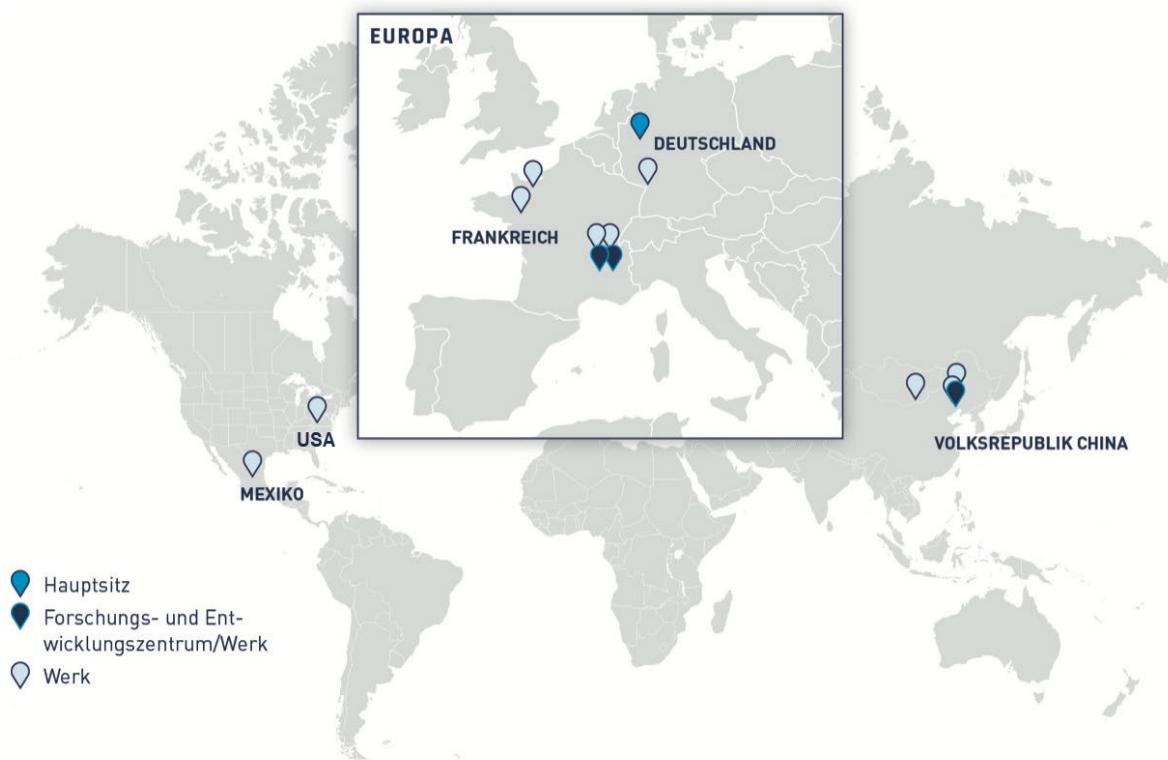 EUROPA
DEUTSCHLAND
FRANKREICH
USA
VOLKSREPUBLIK CHINA
MEXIKO
Hauptsitz
Forschungs- und Ent-
wicklungszentrum/Werk
Werk